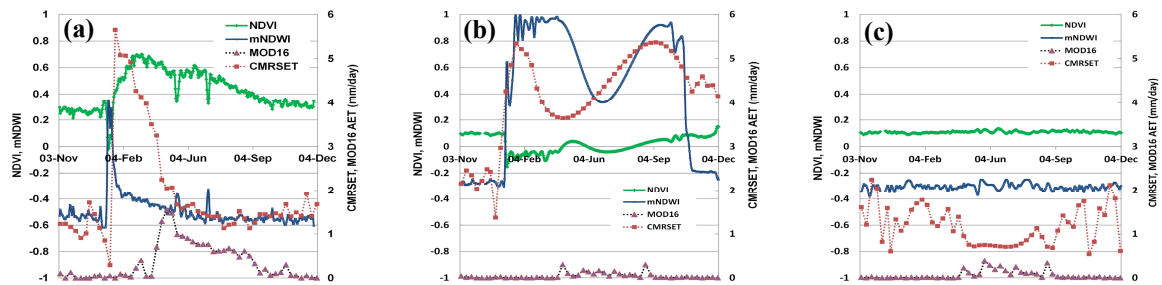 (a)
NDVI
mNDWI
MOD16
CMRSET
NDVI, mNDWI
1
0.8
0.6
0.4
0.2
0
-0.2
-0.4
-0.6
-0.8
-1
03-Nov 04-Feb 04-Jun 04-Sep 04-Dec
6
5
4
3
2
1
0
CMRSET, MOD16 AET (mm/day)
(b)
NDVI
mNDWI
MOD16
CMRSET
NDVI, mNDWI
1
0.8
0.6
0.4
0.2
0
-0.2
-0.4
-0.6
-0.8
-1
03-Nov 04-Feb 04-Jun 04-Sep 04-Dec
6
5
4
3
2
1
0
CMRSET, MOD16 AET (mm/day)
(c)
NDVI
mNDWI
MOD16
CMRSET
NDVI, mNDWI
1
0.8
0.6
0.4
0.2
0
-0.2
-0.4
-0.6
-0.8
-1
03-Nov 04-Feb 04-Jun 04-Sep 04-Dec
6
5
4
3
2
1
0
CMRSET, MOD16 AET (mm/day)